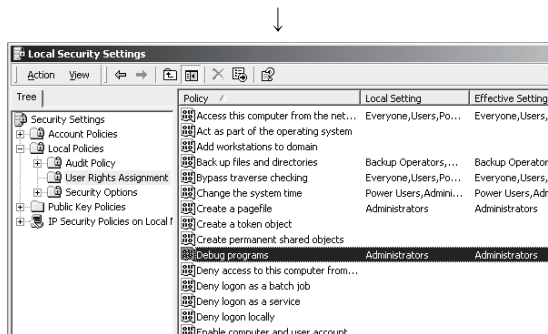 Local Security Settings
Action View
Tree
Policy Local Setting Effective Setting
Security Settings
Account Policies
Local Policies
Audit Policy
User Rights Assignment
Security Options
Public Key Policies
IP Security Policies on Local
Access this computer from the net... Everyone,Users,Po... Everyone,Users,
Act as part of the operating system
Add workstations to domain
Back up files and directories Backup Operators,... Backup Operator
Bypass traverse checking Everyone,Users,Po... Everyone,Users,
Change the system time Power Users,Admini... Power Users,Adr
Create a pagefile Administrators Administrators
Create a token object
Create permanent shared objects
Debug programs Administrators Administrators
Deny access to this computer from...
Deny logon as a batch job
Deny logon as a service
Deny logon locally
Enable computer and user account